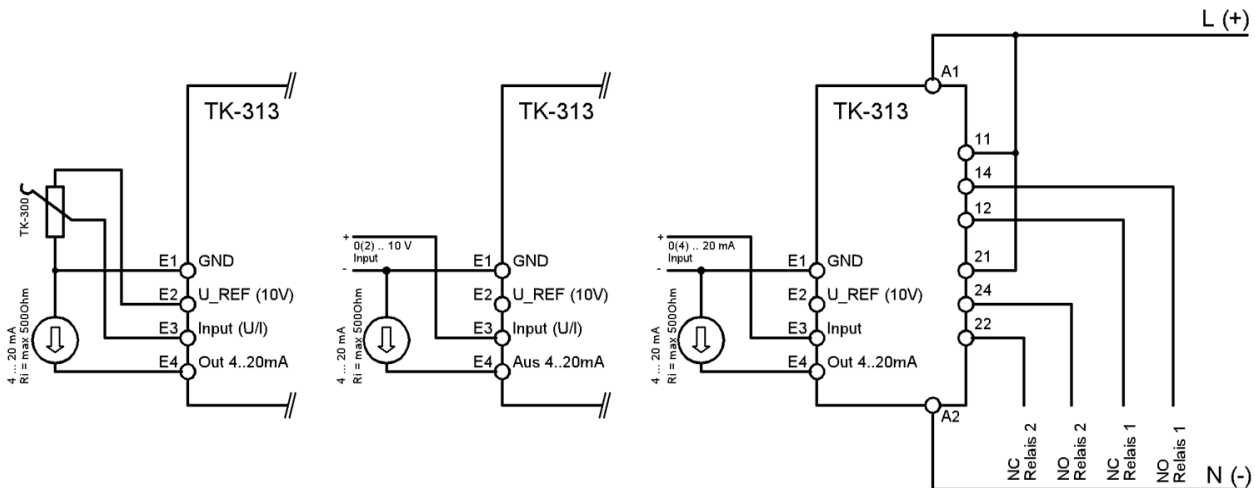 L (+)
A1
TK-313
TK-313
TK-313
11
14
12
21
24
22
TK-300
E1
GND
E2
U_REF (10V)
E3
Input (U/I)
E4
Out 4..20mA
4 ... 20 mA
Ri = max 500Ohm
+
0(2) .. 10 V
Input
-
E1
GND
E2
U_REF (10V)
E3
Input (U/I)
E4
Aus 4..20mA
4 ... 20 mA
Ri = max 500Ohm
+
0(4) .. 20 mA
Input
-
E1
GND
E2
U_REF (10V)
E3
Input
E4
Out 4..20mA
4 ... 20 mA
Ri = max 500Ohm
A2
NC
Relais 2
NO
Relais 2
NC
Relais 1
NO
Relais 1
N (-)